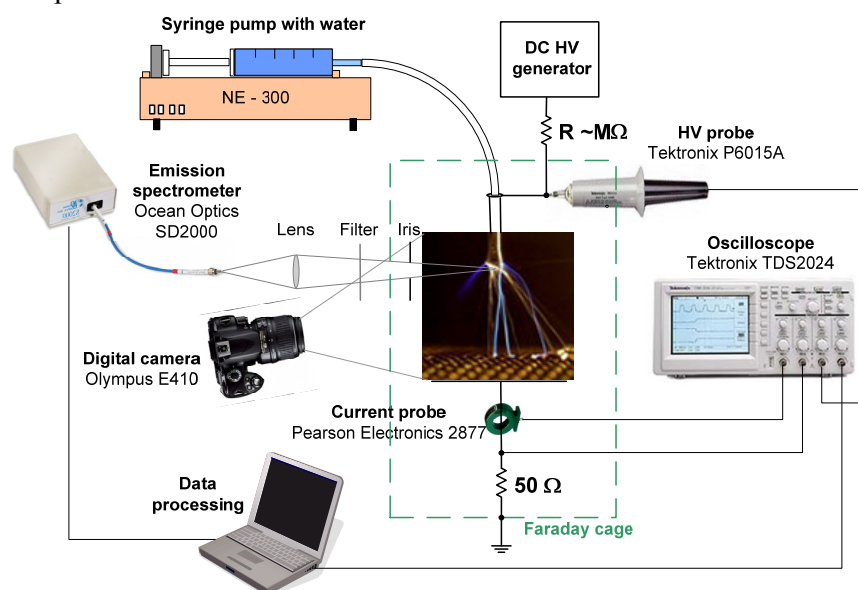 Syringe pump with water
NE - 300
DC HV
generator
R ~MΩ
HV probe
Tektronix P6015A
Emission
spectrometer
Ocean Optics
SD2000
Lens
Filter
Iris
Oscilloscope
Tektronix TDS2024
Digital camera
Olympus E410
Current probe
Pearson Electronics 2877
50 Ω
Data
processing
Faraday cage